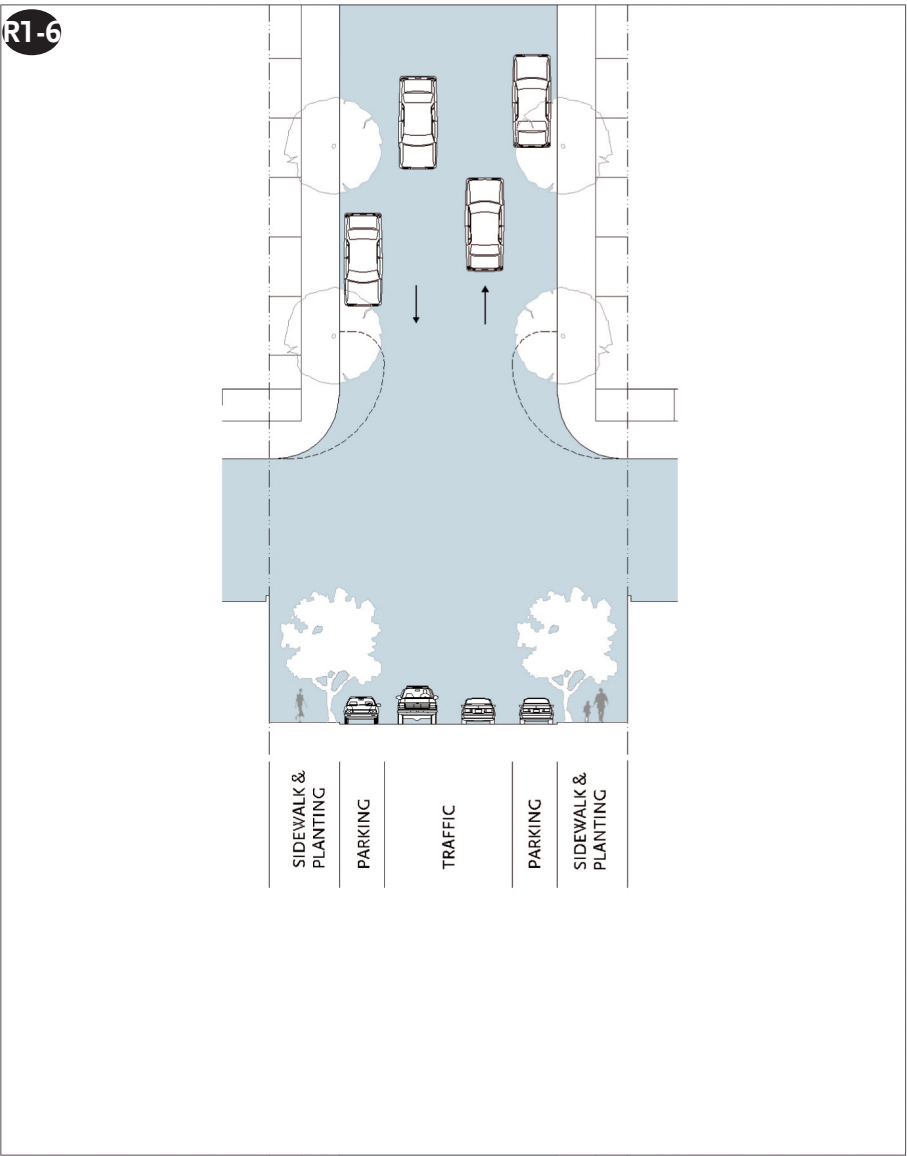 R1-6
SIDEWALK &
PLANTING
PARKING
TRAFFIC
PARKING
SIDEWALK &
PLANTING